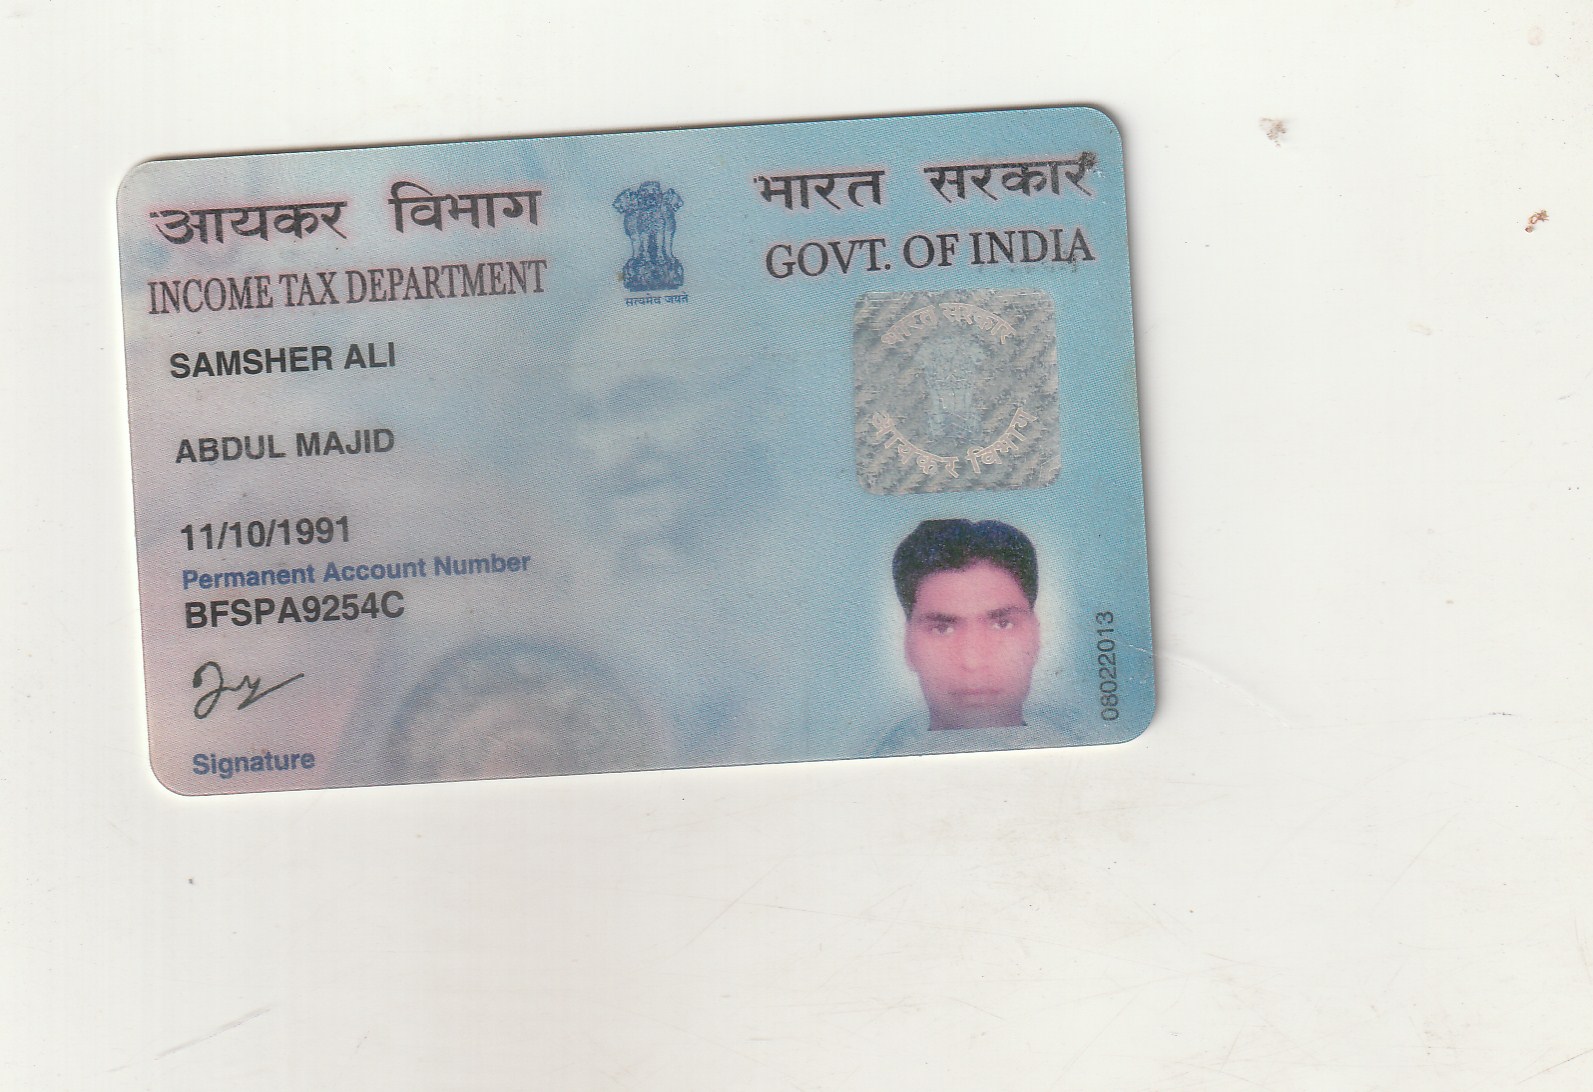 आयकर विभाग
INCOME TAX DEPARTMENT
सत्यमेव जयते
भारत सरकार
GOVT. OF INDIA
SAMSHER ALI
ABDUL MAJID
11/10/1991
Permanent Account Number
BFSPA9254C
Signature
भारत सरकार
आयकर विभाग
08022013